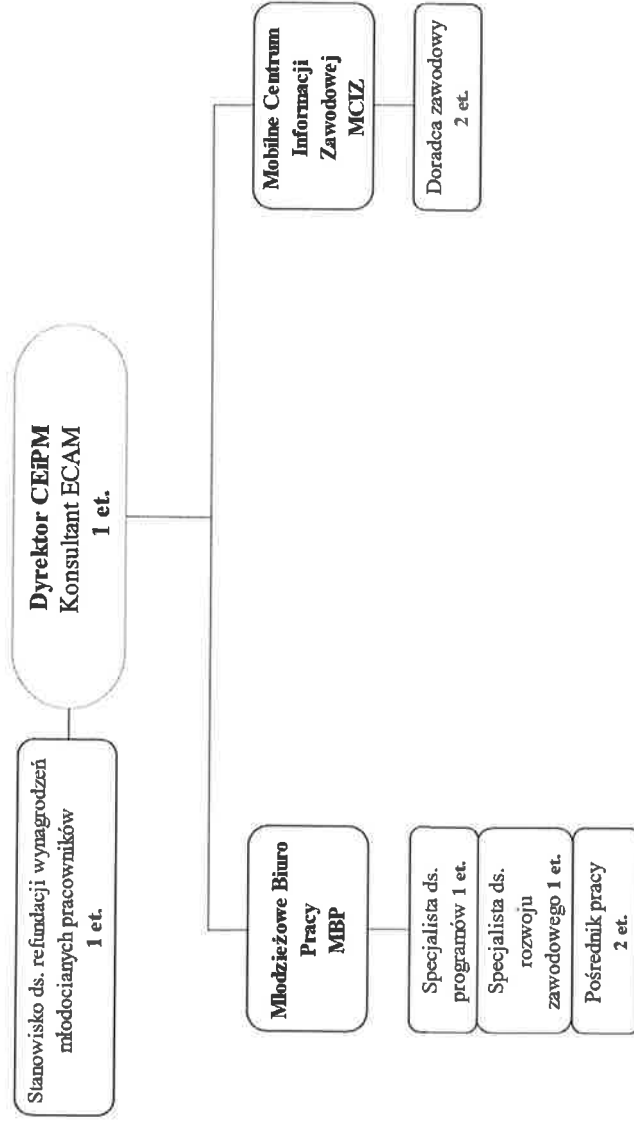 Dyrektor CEiPM
Konsultant ECAM
1 et.
Stanowisko ds. refundacji wynagrodzeń
młodocianych pracowników
1 et.
Młodzieżowe Biuro
Pracy
MBP
Specjalista ds.
programów 1 et.
Specjalista ds.
rozwoju
zawodowego 1 et.
Pośrednik pracy
2 et.
Mobilne Centrum
Informacji
Zawodowej
MCIZ
Doradca zawodowy
2 et.